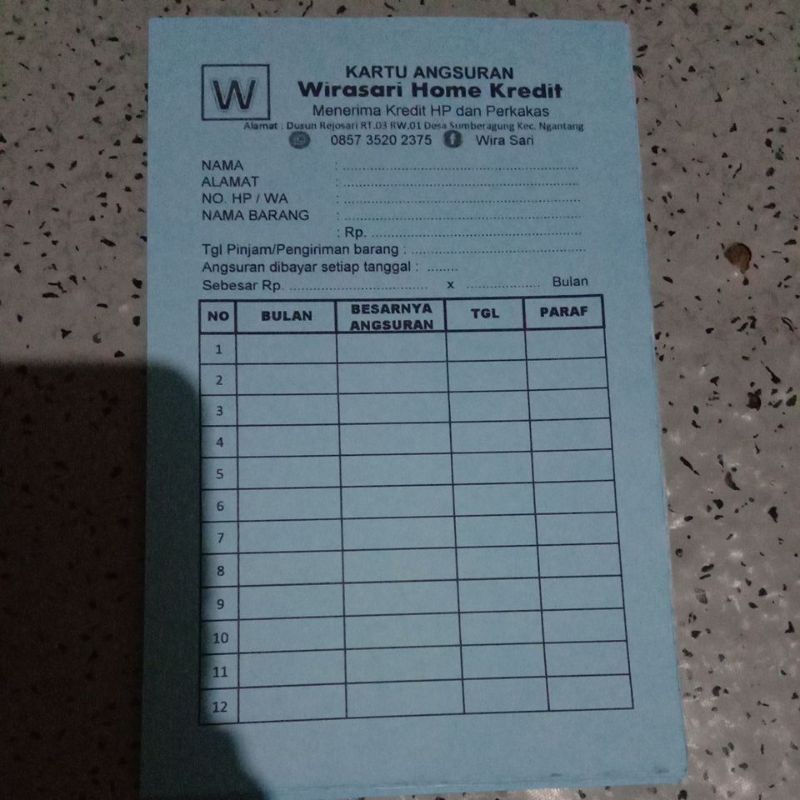 W
KARTU ANGSURAN
Wirasari Home Kredit
Menerima Kredit HP dan Perkakas
Alamat : Dusun Rejosari RT.03 RW.01 Desa Sumberagung Kec. Ngantang
0857 3520 2375 f Wira Sari
NAMA : ....................................................
ALAMAT : ....................................................
NO. HP / WA : ....................................................
NAMA BARANG : ....................................................
: Rp. ..............................................
Tgl Pinjam/Pengiriman barang : ......................................
Angsuran dibayar setiap tanggal : ........
Sebesar Rp. ................................ x .................. Bulan
NO BULAN BESARNYA ANGSURAN TGL PARAF
1
2
3
4
5
6
7
8
9
10
11
12